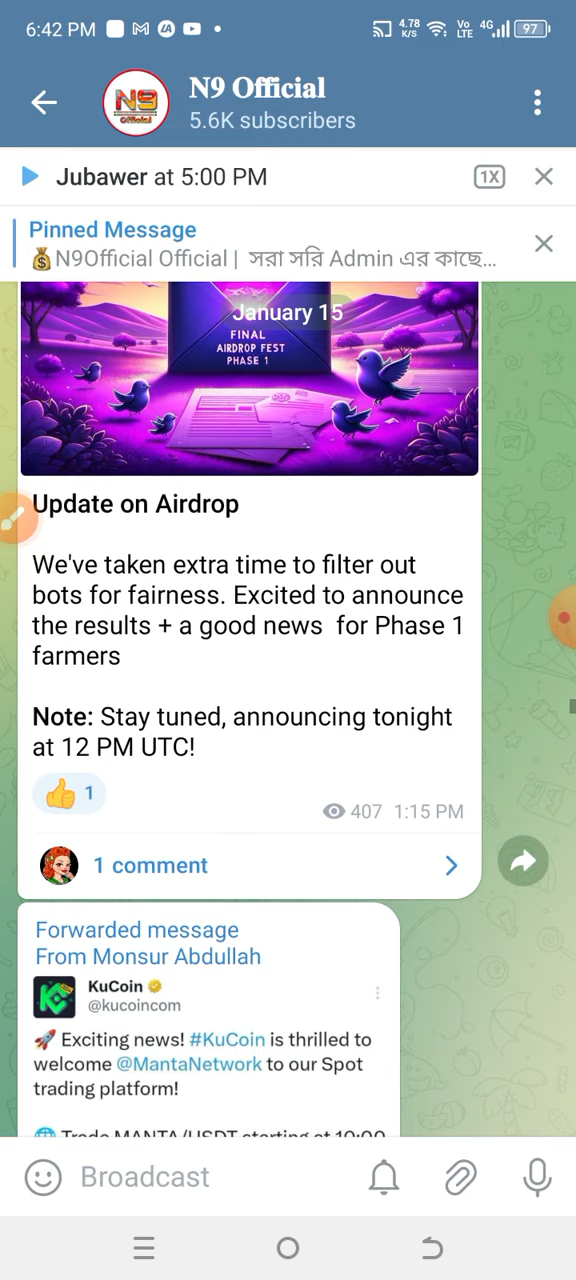 6:42 PM
4.78
K/S
Vo
LTE
4G
97
N9
Official
N9 Official
5.6K subscribers
Jubawer at 5:00 PM
1X
Pinned Message
💰N9Official Official | সরা সরি Admin এর কাছে...
January 15
FINAL
AIRDROP FEST
PHASE 1
Update on Airdrop
We've taken extra time to filter out
bots for fairness. Excited to announce
the results + a good news for Phase 1
farmers
Note: Stay tuned, announcing tonight
at 12 PM UTC!
👍 1
407 1:15 PM
1 comment
Forwarded message
From Monsur Abdullah
KuCoin
@kucoincom
🚀 Exciting news! #KuCoin is thrilled to
welcome @MantaNetwork to our Spot
trading platform!
🌐 Trade MANTA/USDT starting at 10:00
Broadcast